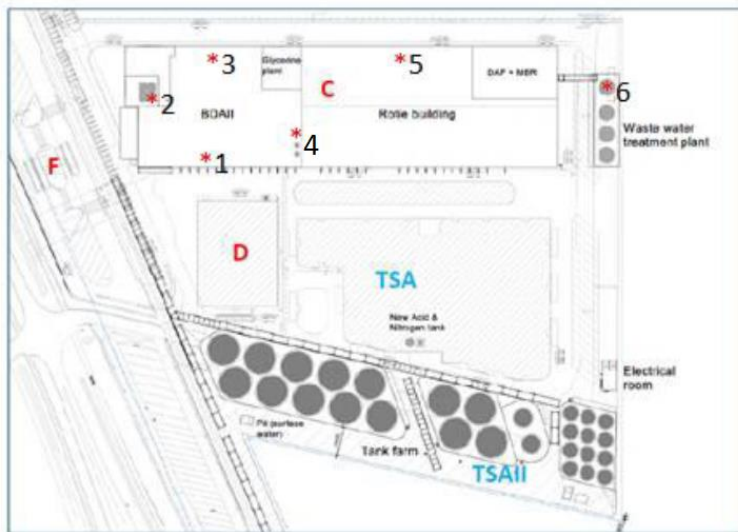 * 3
Glycerine
plant
* 5
C
DAF + MBR
* 2
* 6
BDAII
* 4
Rotie building
Waste water
treatment plant
F
* 1
D
TSA
New Acid &
Nitrogen tank
Electrical
room
Pit (surface
water)
Tank farm
TSAII